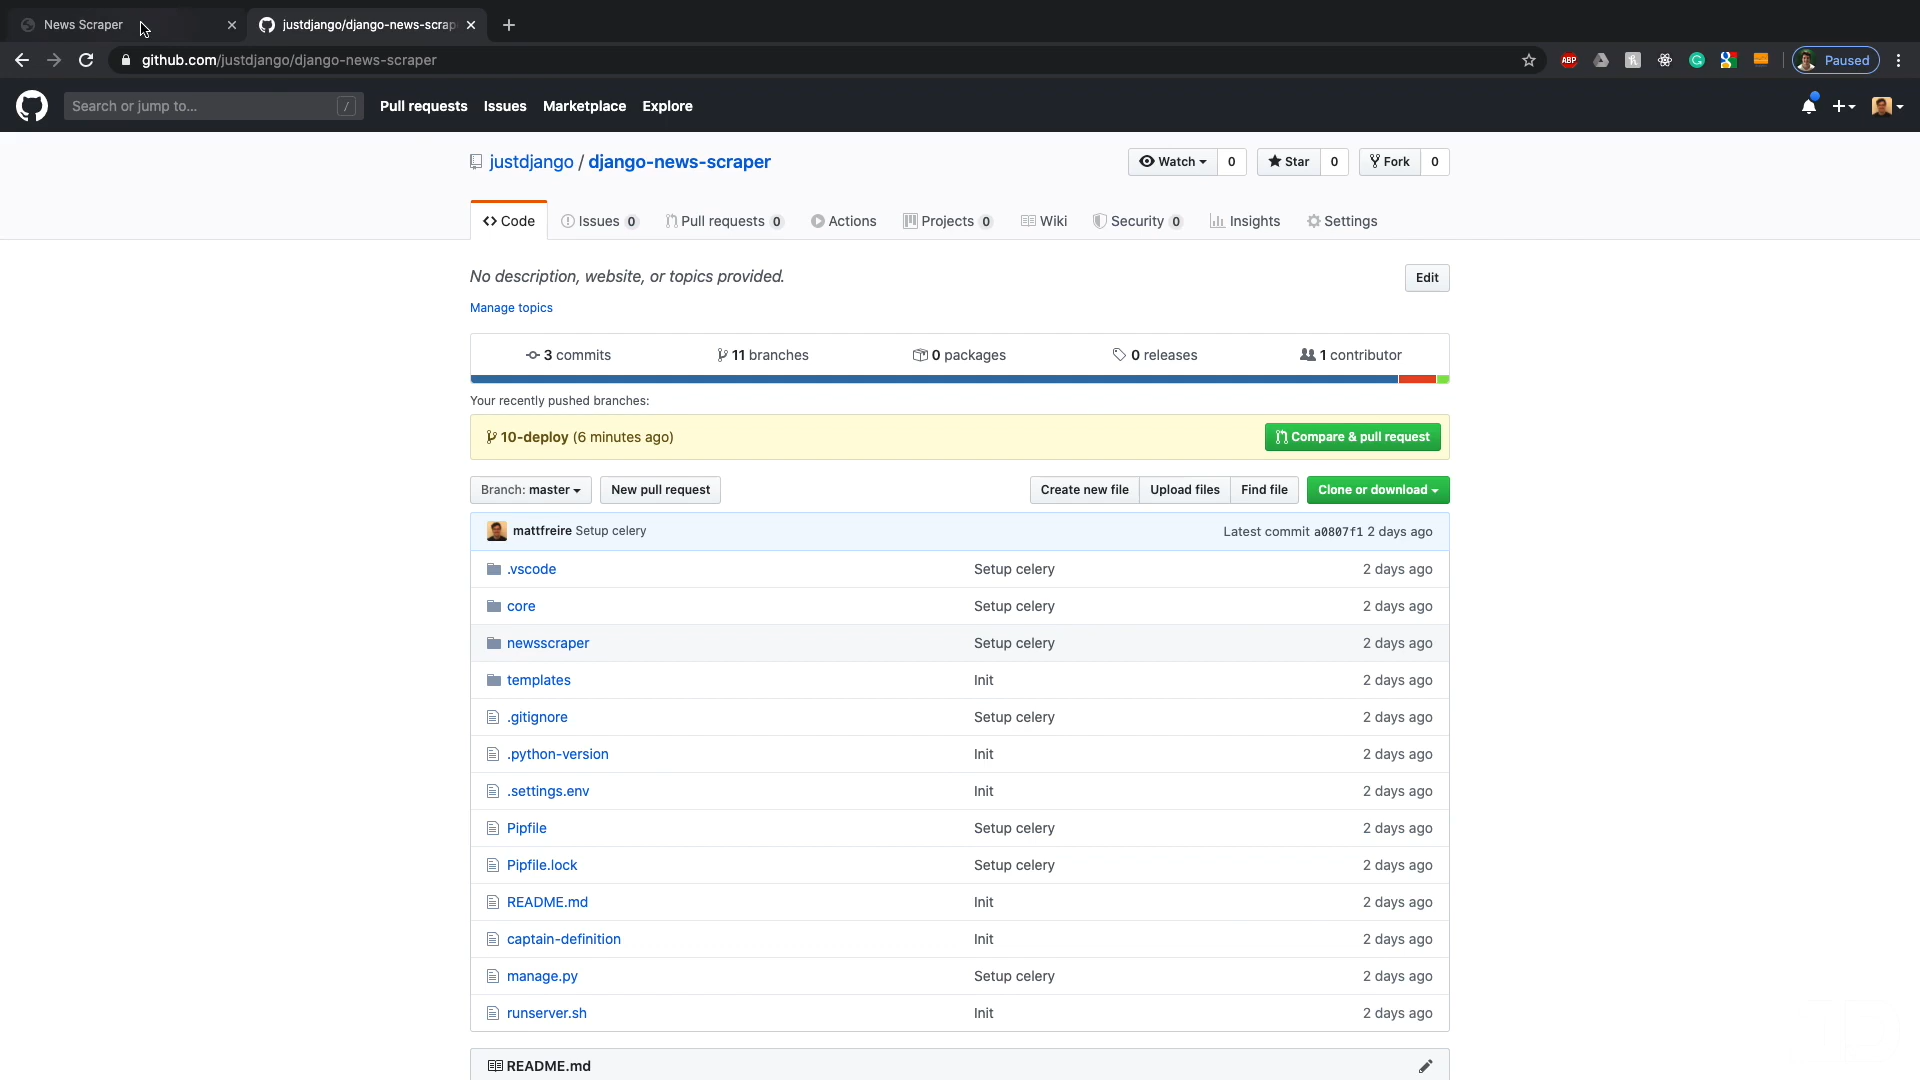 News Scraper
justdjango/django-news-scrap
github.com/justdjango/django-news-scraper
ABP
Paused
Search or jump to...
/
Pull requests Issues Marketplace Explore
justdjango / django-news-scraper
Watch 0
Star 0
Fork 0
Code
Issues 0
Pull requests 0
Actions
Projects 0
Wiki
Security 0
Insights
Settings
No description, website, or topics provided.
Edit
Manage topics
3 commits
11 branches
0 packages
0 releases
1 contributor
Your recently pushed branches:
10-deploy (6 minutes ago)
Compare & pull request
Branch: master
New pull request
Create new file
Upload files
Find file
Clone or download
mattfreire Setup celery
Latest commit a0807f1 2 days ago
.vscode Setup celery 2 days ago
core Setup celery 2 days ago
newsscraper Setup celery 2 days ago
templates Init 2 days ago
.gitignore Setup celery 2 days ago
.python-version Init 2 days ago
.settings.env Init 2 days ago
Pipfile Setup celery 2 days ago
Pipfile.lock Setup celery 2 days ago
README.md Init 2 days ago
captain-definition Init 2 days ago
manage.py Setup celery 2 days ago
runserver.sh Init 2 days ago
README.md